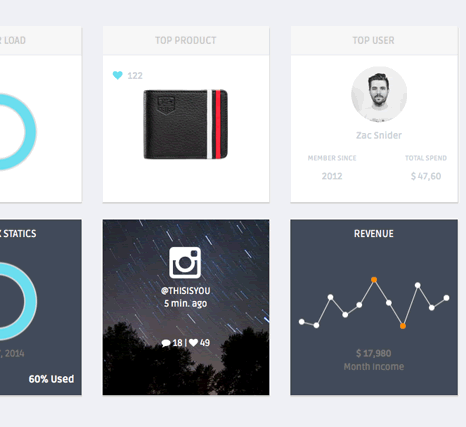 LOAD
TOP PRODUCT
TOP USER
122
Zac Snider
MEMBER SINCE
TOTAL SPEND
2012
$ 47,60
STATICS
REVENUE
@THISISYOU
5 min. ago
18 | 49
, 2014
60% Used
$ 17,980
Month Income